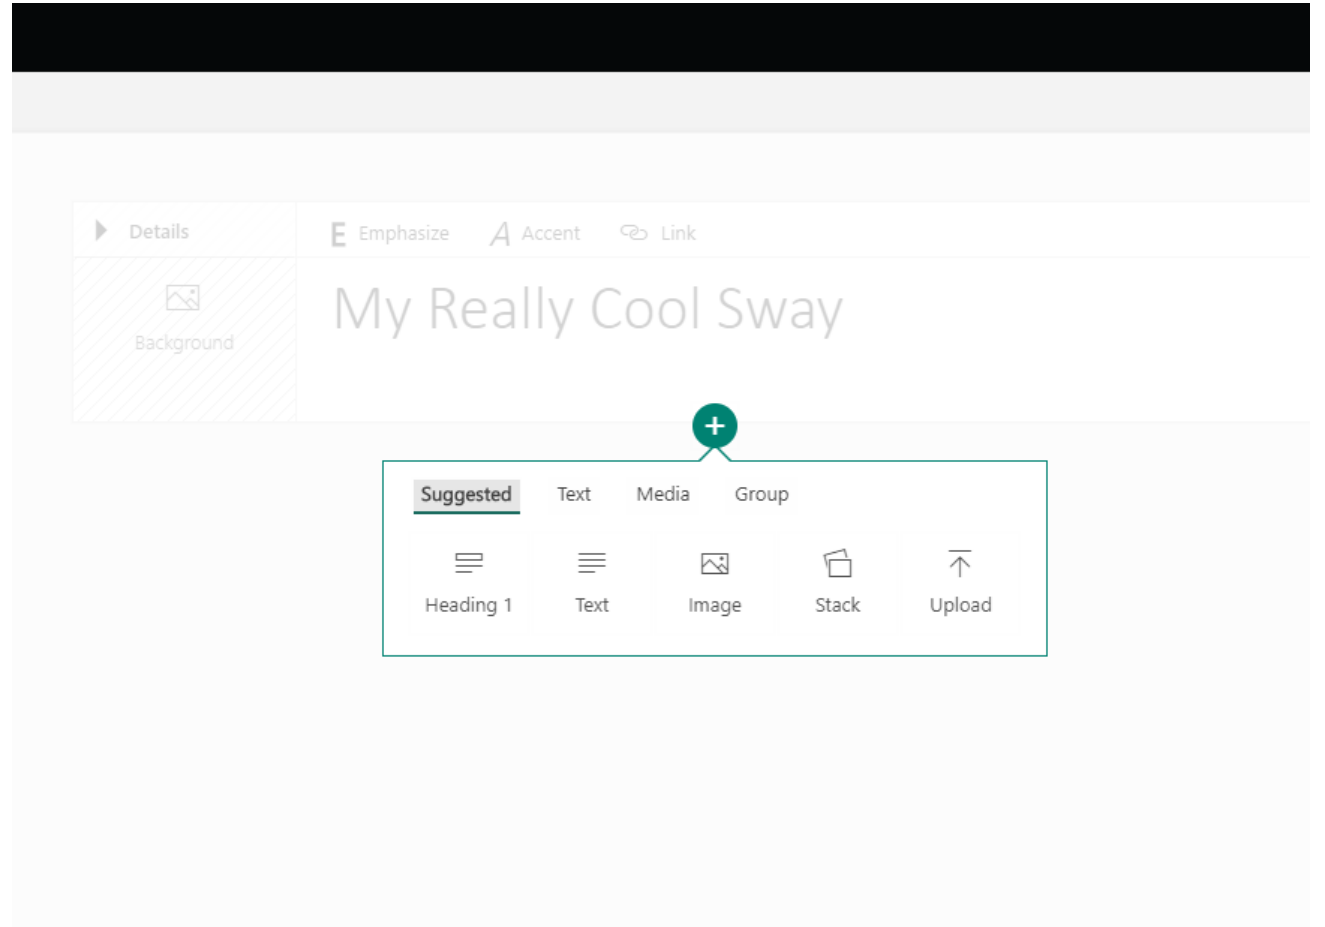 Details
E Emphasize A Accent Link
Background
My Really Cool Sway
Suggested Text Media Group
Heading 1 Text Image Stack Upload